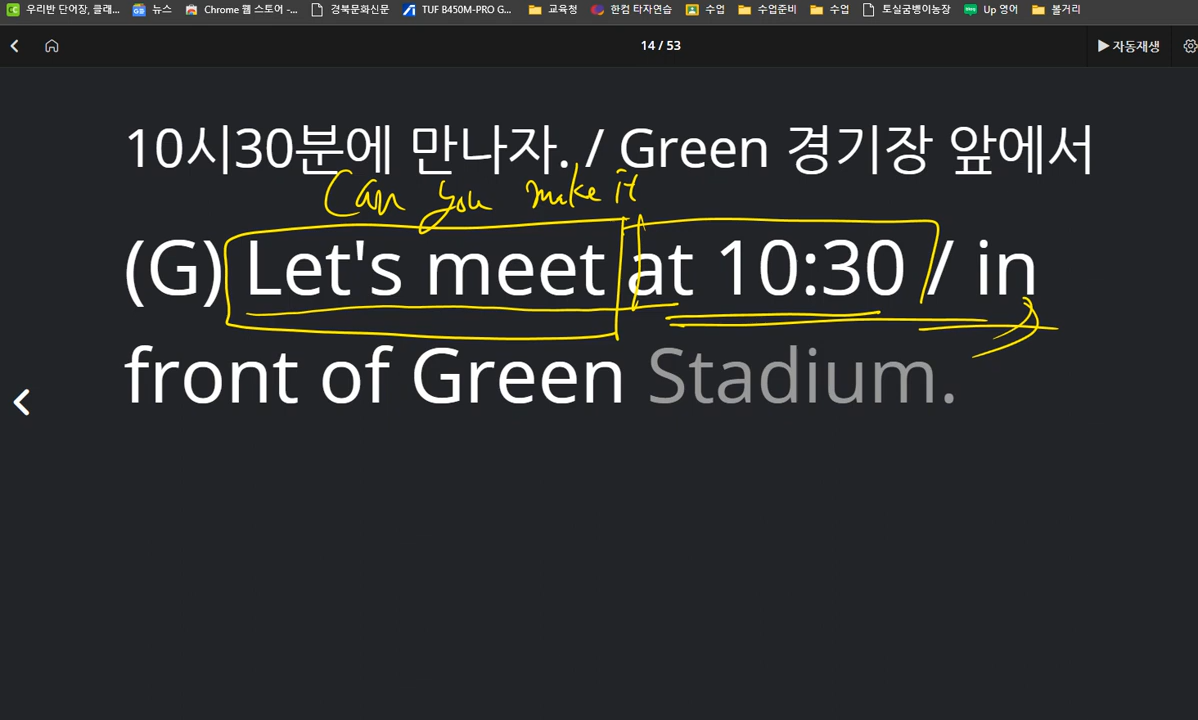 우리반 단어장, 클래... 뉴스 Chrome 웹 스토어 -... 경북문화신문 TUF B450M-PRO G... 교육청 한컴 타자연습 수업 수업준비 수업 토실굼벵이농장 Up 영어 볼거리
14 / 53 자동재생
10시30분에 만나자. / Green 경기장 앞에서
Can you make it
(G) Let's meet at 10:30 / in
front of Green Stadium.